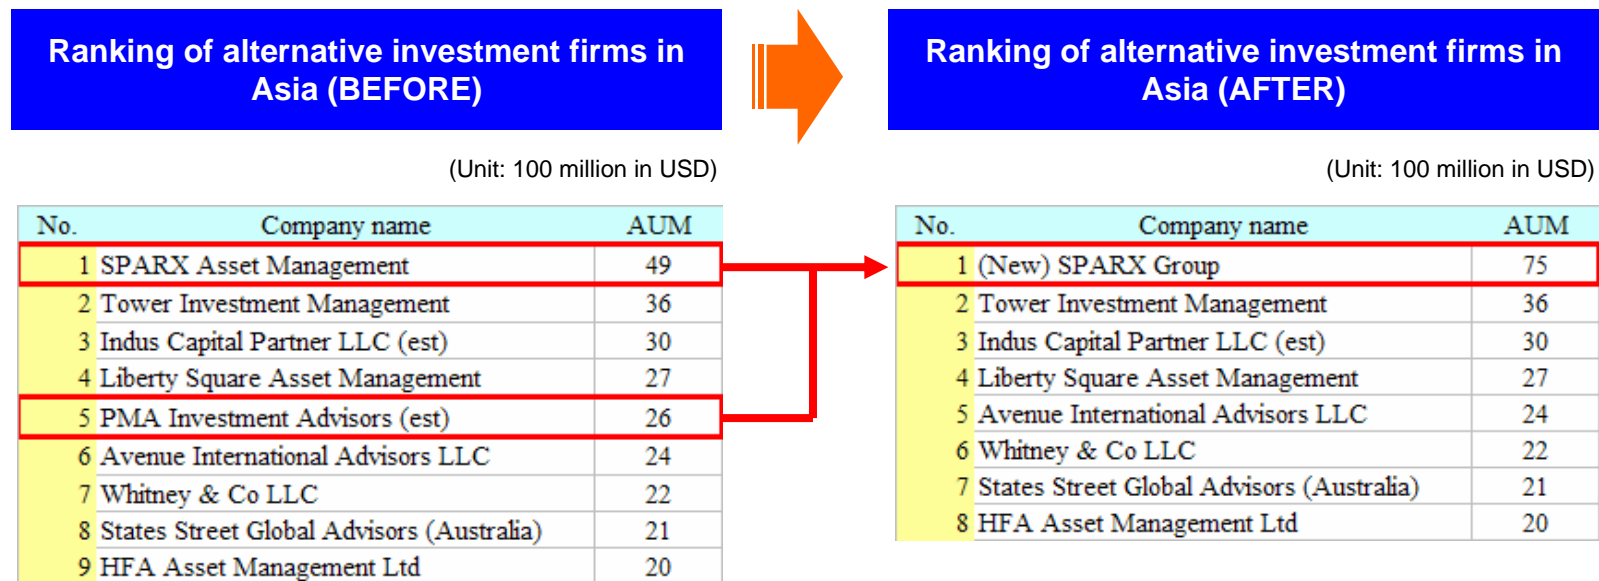 Ranking of alternative investment firms in
Asia (BEFORE)
(Unit: 100 million in USD)
No. Company name AUM
1 SPARX Asset Management 49
2 Tower Investment Management 36
3 Indus Capital Partner LLC (est) 30
4 Liberty Square Asset Management 27
5 PMA Investment Advisors (est) 26
6 Avenue International Advisors LLC 24
7 Whitney & Co LLC 22
8 States Street Global Advisors (Australia) 21
9 HFA Asset Management Ltd 20
Ranking of alternative investment firms in
Asia (AFTER)
(Unit: 100 million in USD)
No. Company name AUM
1 (New) SPARX Group 75
2 Tower Investment Management 36
3 Indus Capital Partner LLC (est) 30
4 Liberty Square Asset Management 27
5 Avenue International Advisors LLC 24
6 Whitney & Co LLC 22
7 States Street Global Advisors (Australia) 21
8 HFA Asset Management Ltd 20